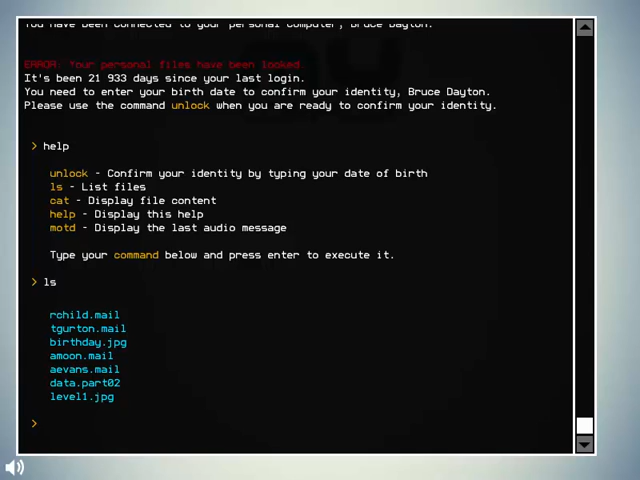 You have been connected to your personal computer, Bruce Dayton.
ERROR: Your personal files have been locked
It's been 21 933 days since your last login.
You need to enter your birth date to confirm your identity, Bruce Dayton.
Please use the command unlock when you are ready to confirm your identity.
> help
unlock - Confirm your identity by typing your date of birth
ls - List files
cat - Display file content
help - Display this help
motd - Display the last audio message
Type your command below and press enter to execute it.
> ls
rchild.mail
tgurton.mail
birthday.jpg
amoon.mail
aevans.mail
data.part02
level1.jpg
>